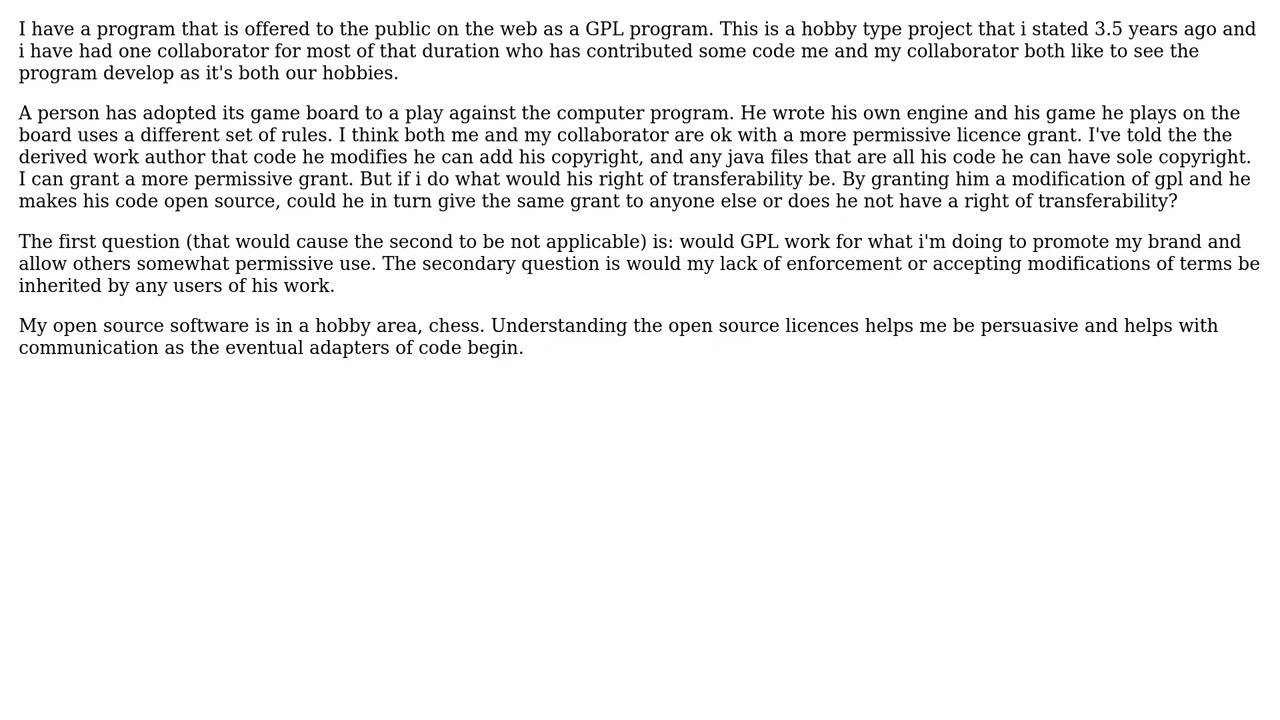 I have a program that is offered to the public on the web as a GPL program. This is a hobby type project that i stated 3.5 years ago and
i have had one collaborator for most of that duration who has contributed some code me and my collaborator both like to see the
program develop as it's both our hobbies.
A person has adopted its game board to a play against the computer program. He wrote his own engine and his game he plays on the
board uses a different set of rules. I think both me and my collaborator are ok with a more permissive licence grant. I've told the the
derived work author that code he modifies he can add his copyright, and any java files that are all his code he can have sole copyright.
I can grant a more permissive grant. But if i do what would his right of transferability be. By granting him a modification of gpl and he
makes his code open source, could he in turn give the same grant to anyone else or does he not have a right of transferability?
The first question (that would cause the second to be not applicable) is: would GPL work for what i'm doing to promote my brand and
allow others somewhat permissive use. The secondary question is would my lack of enforcement or accepting modifications of terms be
inherited by any users of his work.
My open source software is in a hobby area, chess. Understanding the open source licences helps me be persuasive and helps with
communication as the eventual adapters of code begin.